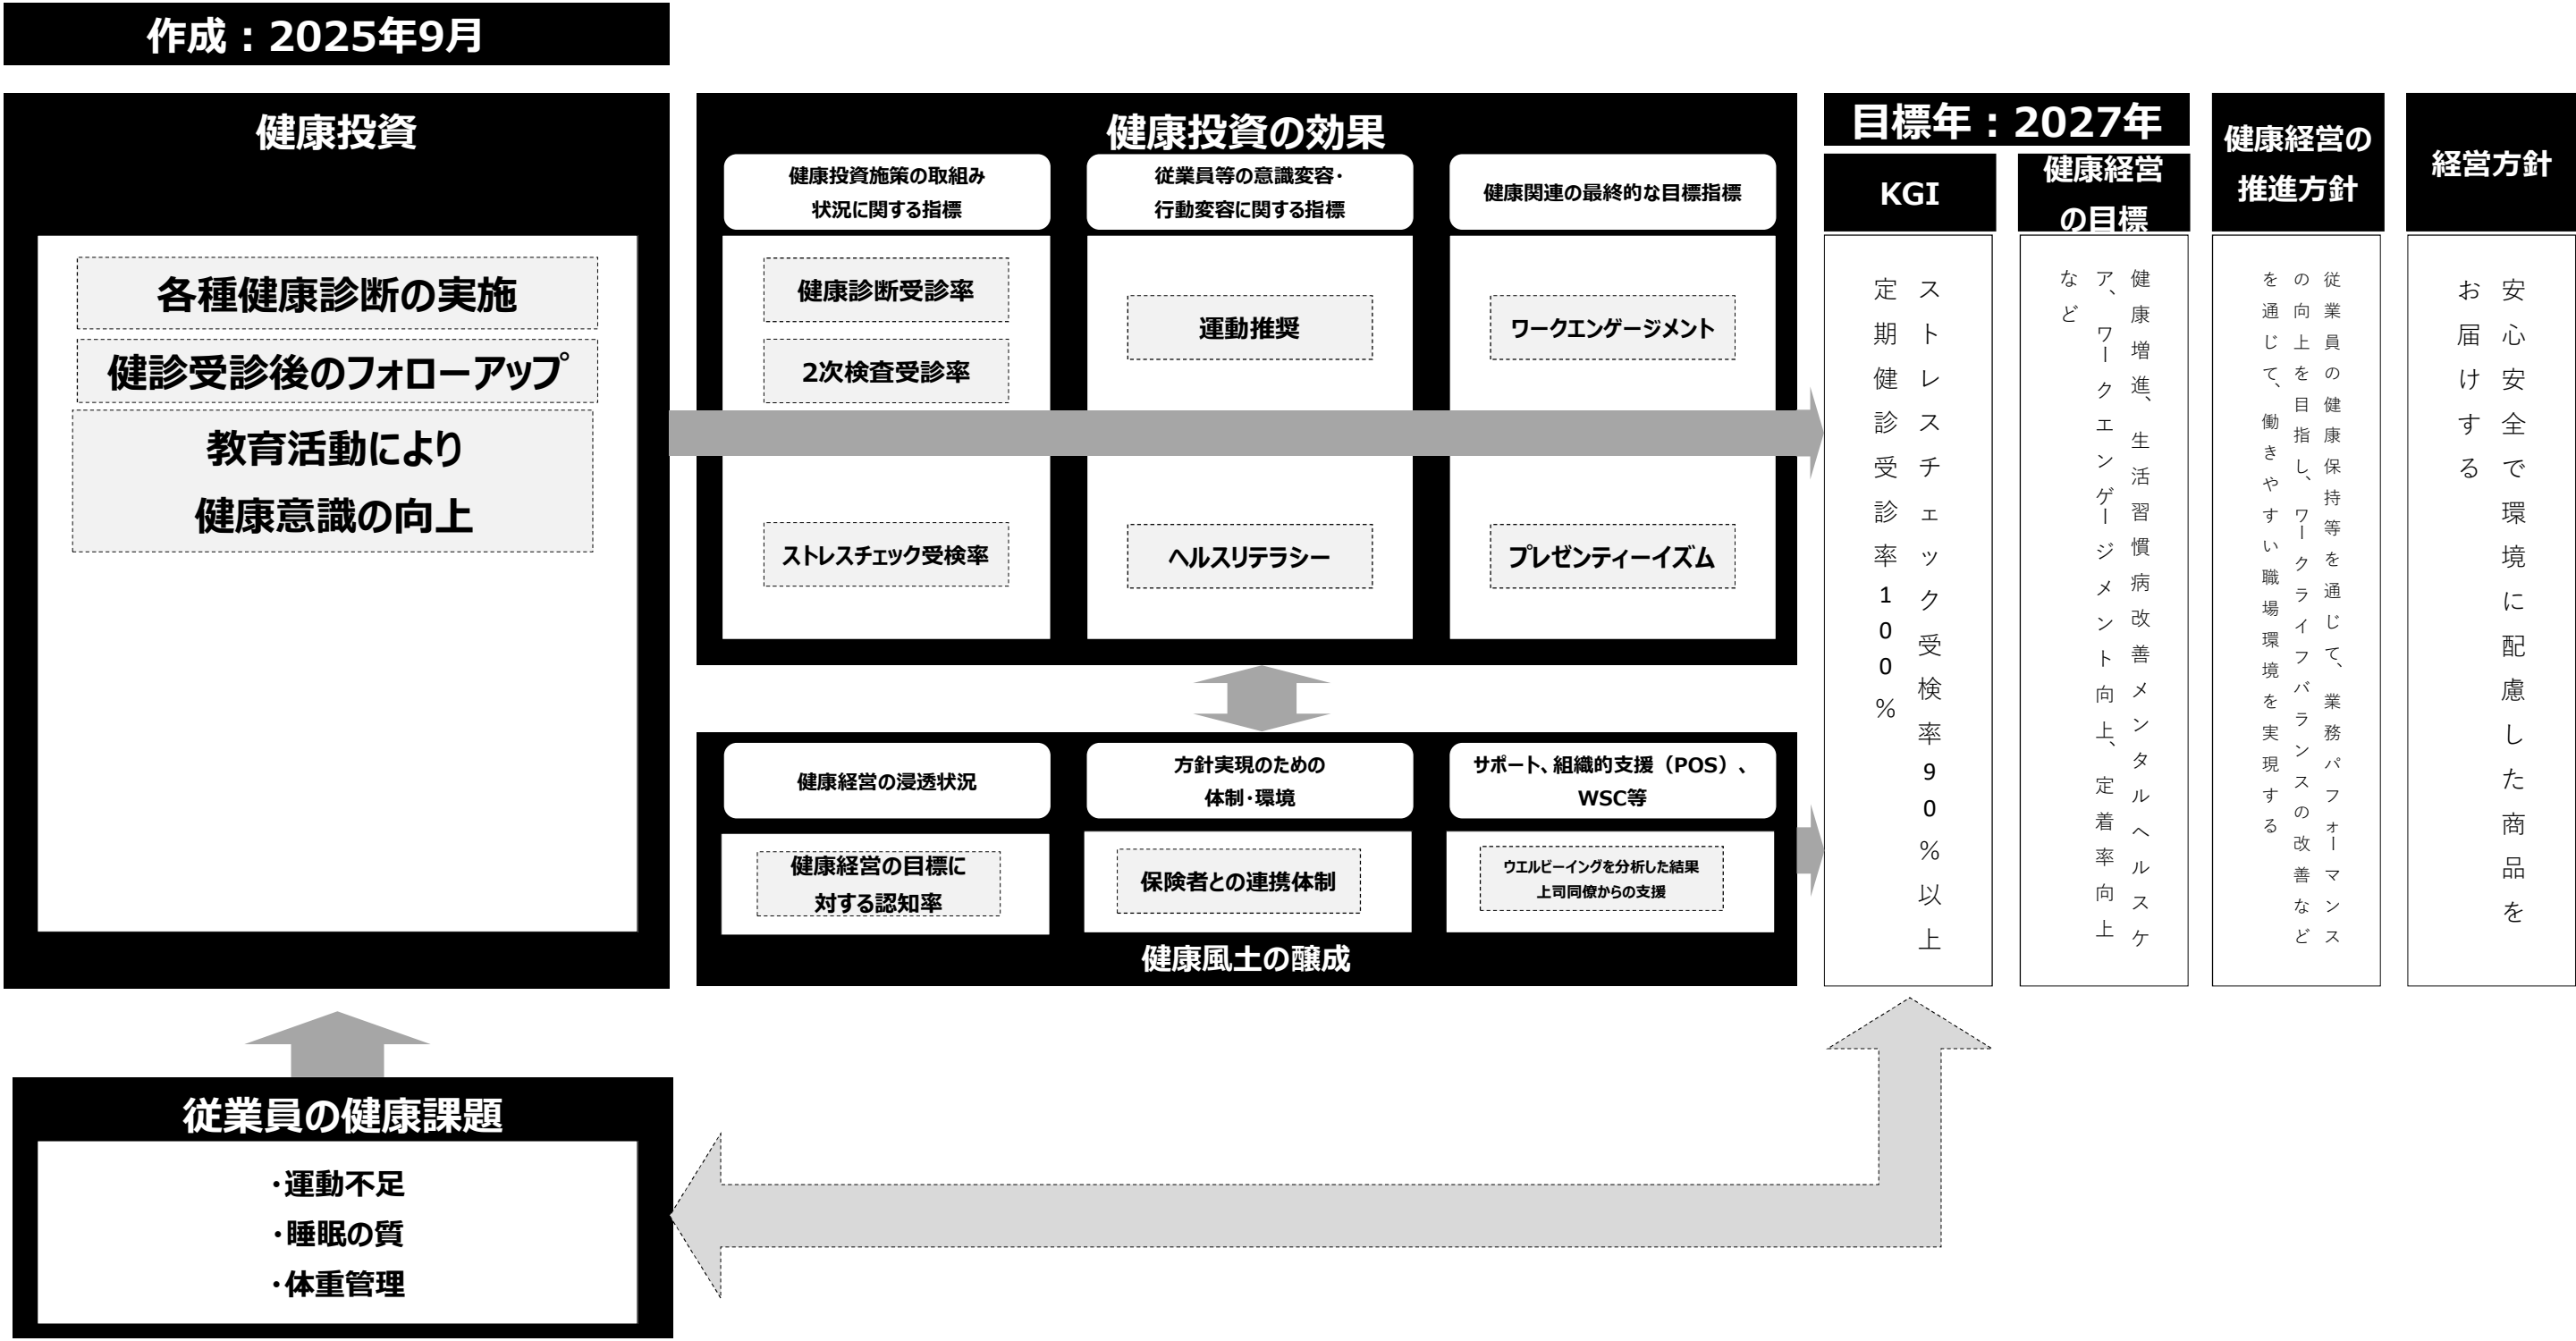 作成：2025年9月
健康投資
各種健康診断の実施
健診受診後のフォローアップ
教育活動により
健康意識の向上
健康投資の効果
健康投資施策の取組み
状況に関する指標
健康診断受診率
2次検査受診率
ストレスチェック受検率
従業員等の意識変容・
行動変容に関する指標
運動推奨
ヘルスリテラシー
健康関連の最終的な目標指標
ワークエンゲージメント
プレゼンティーイズム
健康経営の浸透状況
健康経営の目標に
対する認知率
方針実現のための
体制・環境
保険者との連携体制
サポート、組織的支援（POS）、
WSC等
ウエルビーイングを分析した結果
上司同僚からの支援
健康風土の醸成
目標年：2027年
KGI
ストレスチェック受検率90％以上
定期健診受診率100％
健康経営
の目標
健康増進、生活習慣病改善メンタルヘルスケ
ア、ワークエンゲージメント向上、定着率向上
など
健康経営の
推進方針
従業員の健康保持等を通じて、業務パフォーマンス
の向上を目指し、ワークライフバランスの改善など
を通じて、働きやすい職場環境を実現する
経営方針
安心安全で環境に配慮した商品を
お届けする
従業員の健康課題
・運動不足
・睡眠の質
・体重管理